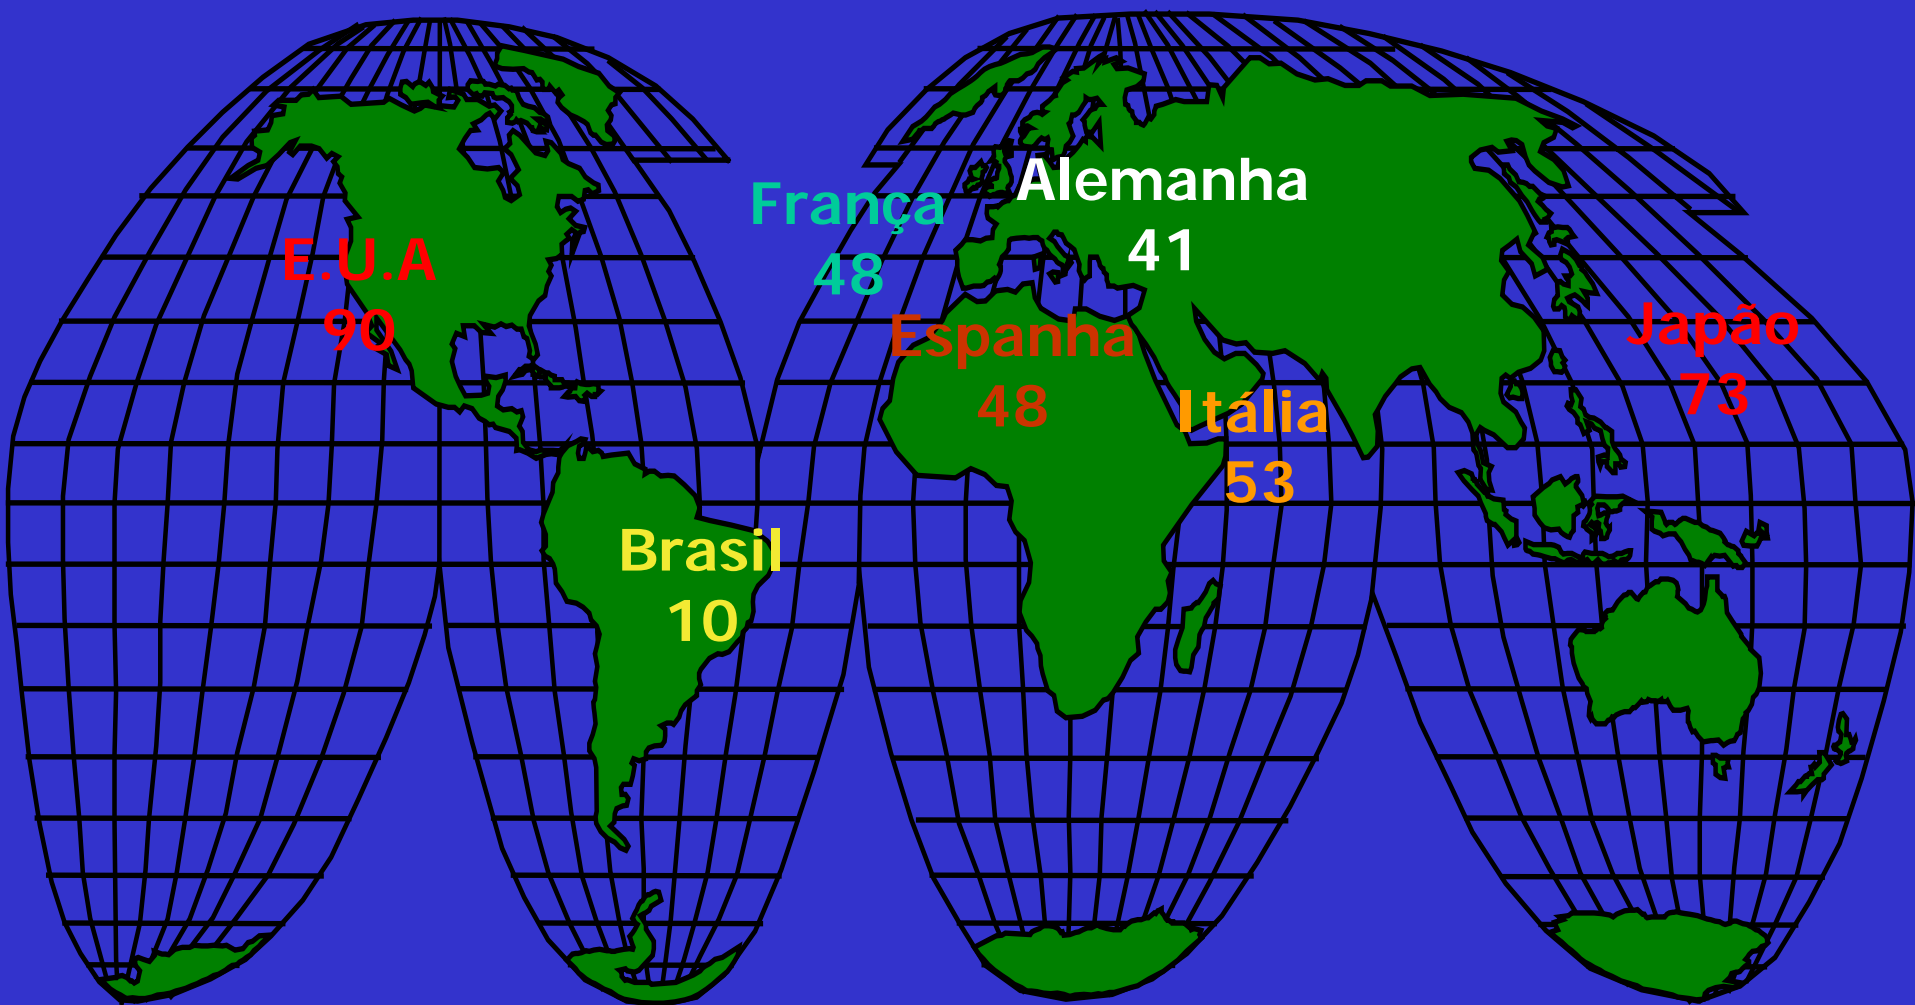 Alemanha
41
França
48
E.U.A
90
Espanha
48
Japão
73
Itália
53
Brasil
10